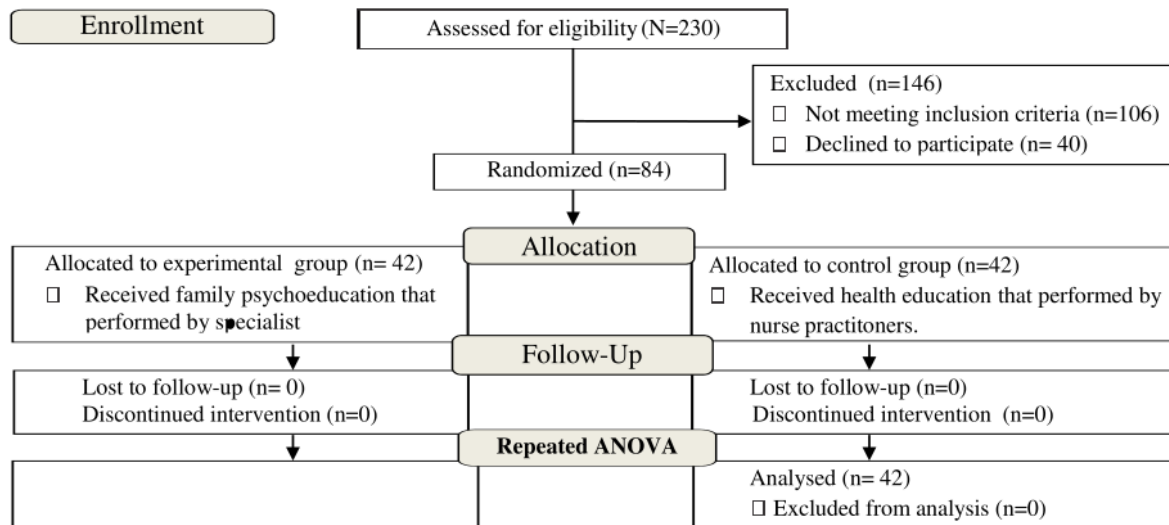 Enrollment
Assessed for eligibility (N=230)
Excluded (n=146)
□ Not meeting inclusion criteria (n=106)
□ Declined to participate (n= 40)
Randomized (n=84)
Allocation
Allocated to experimental group (n= 42)
□ Received family psychoeducation that
performed by specialist
Allocated to control group (n=42)
□ Received health education that performed by
nurse practitoners.
Follow-Up
Lost to follow-up (n= 0)
Discontinued intervention (n=0)
Lost to follow-up (n=0)
Discontinued intervention (n=0)
Repeated ANOVA
Analysed (n= 42)
□ Excluded from analysis (n=0)